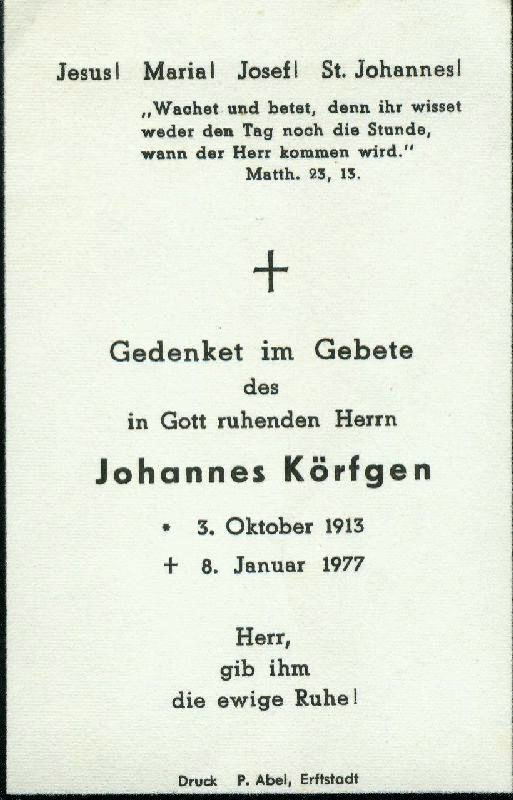 Jesus! Maria! Josef! St. Johannes!
„Wachet und betet, denn ihr wisset
weder den Tag noch die Stunde,
wann der Herr kommen wird."
Matth. 23, 13.
Gedenket im Gebete
des
in Gott ruhenden Herrn
Johannes Körfgen
* 3. Oktober 1913
† 8. Januar 1977
Herr,
gib ihm
die ewige Ruhe!
Druck P. Abel, Erftstadt